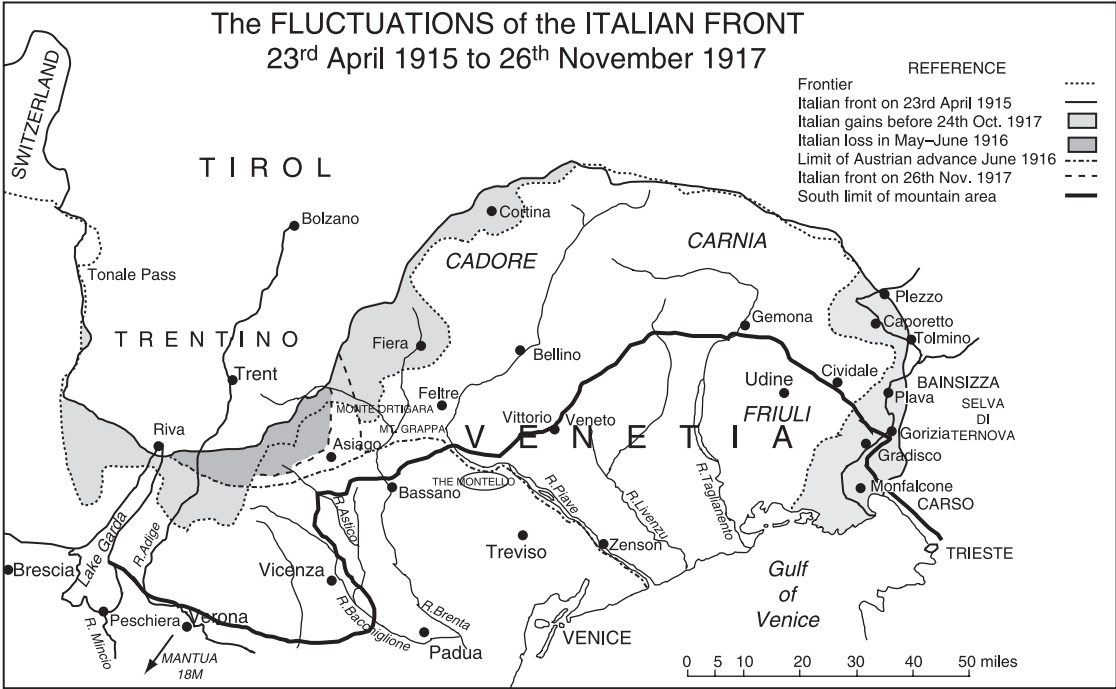 The FLUCTUATIONS of the ITALIAN FRONT
23rd April 1915 to 26th November 1917
REFERENCE
Frontier
Italian front on 23rd April 1915
Italian gains before 24th Oct. 1917
Italian loss in May–June 1916
Limit of Austrian advance June 1916
Italian front on 26th Nov. 1917
South limit of mountain area
SWITZERLAND
TIROL
Bolzano
Cortina
CARNIA
CADORE
Tonale Pass
Plezzo
Gemona
Caporetto
TRENTINO
Fiera
Tolmino
Bellino
Trent
Cividale
BAINSIZZA
Udine
Feltre
Plava
SELVA
DI
TERNOVA
MONTE ORTIGARA
FRIULI
Vittorio Veneto
MT. GRAPPA
Riva
VENETIA
Gorizia
Asiago
Gradisco
THE MONTELLO
Bassano
Monfalcone
CARSO
R. Piave
R. Livenzu
R. Taglianento
R. Astico
Lake Garda
R. Adige
Treviso
Zenson
TRIESTE
Brescia
Vicenza
Gulf
of
Venice
R. Brenta
R. Bacchiglione
Peschiera
Verona
R. Mincio
VENICE
Padua
MANTUA
18M
0 5 10 20 30 40 50 miles